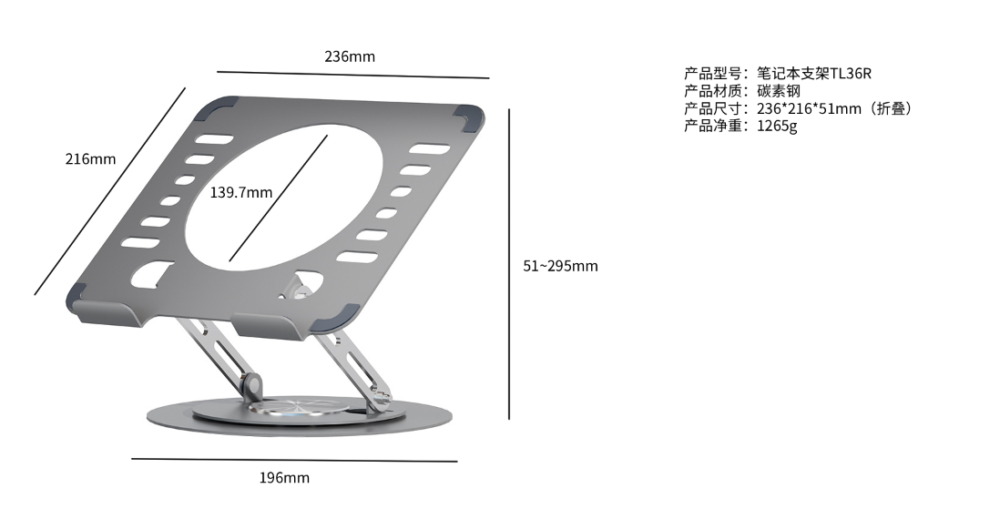 236mm
216mm
139.7mm
51~295mm
196mm
产品型号：笔记本支架TL36R
产品材质：碳素钢
产品尺寸：236*216*51mm（折叠）
产品净重：1265g